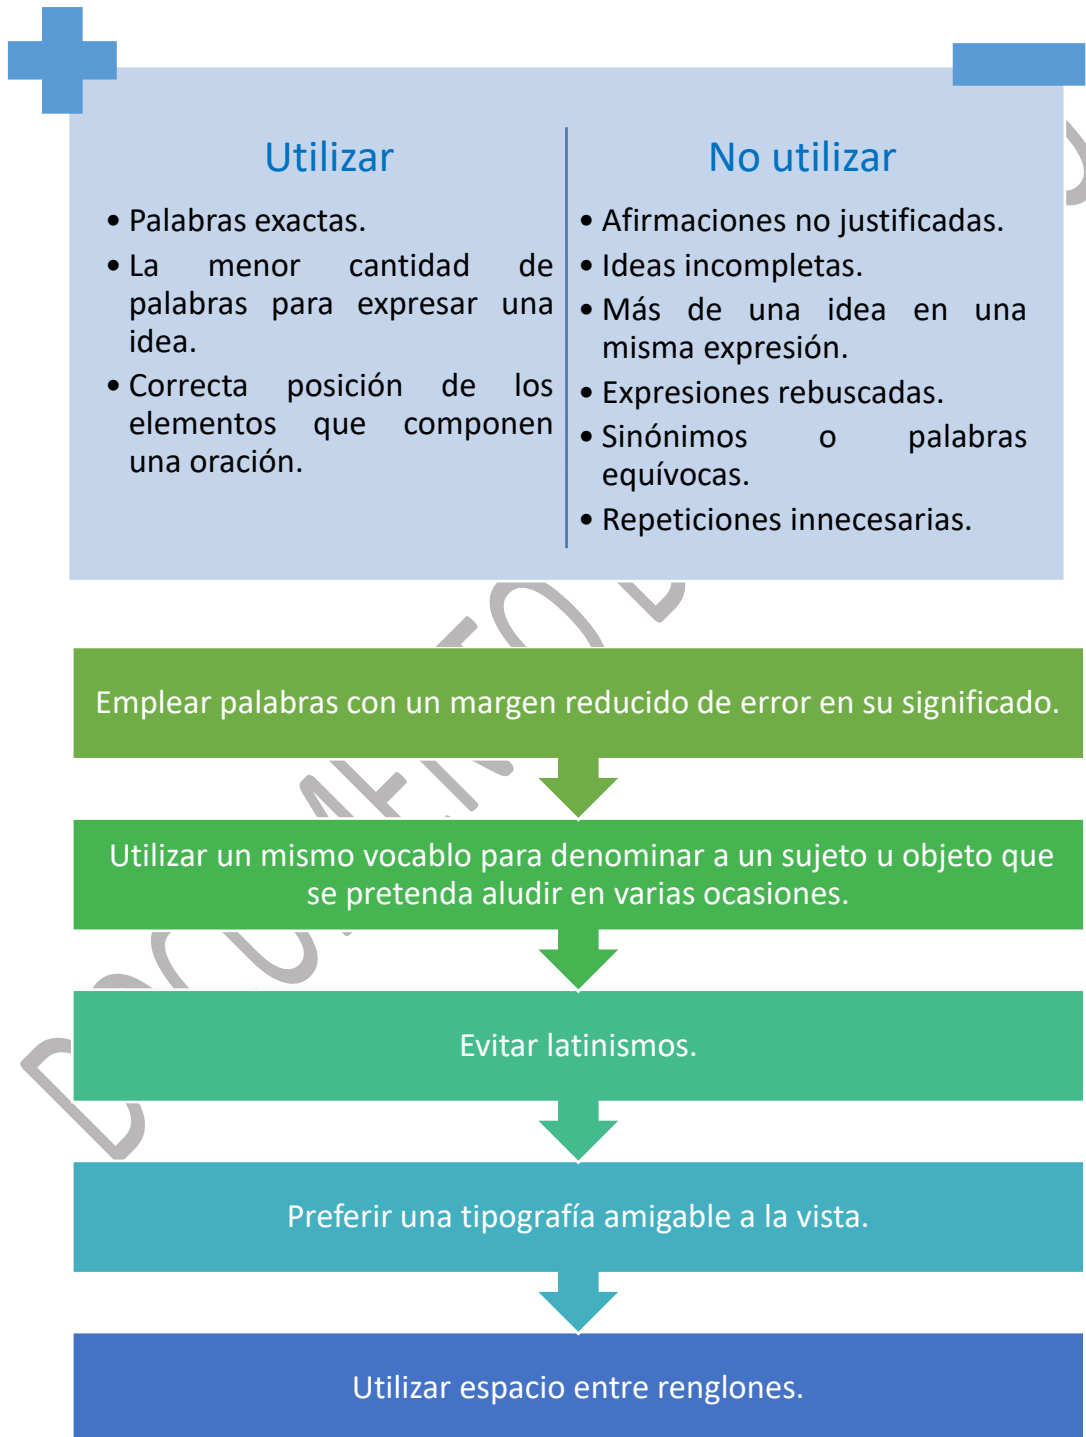 Utilizar
• Palabras exactas.
• La menor cantidad de
palabras para expresar una
idea.
• Correcta posición de los
elementos que componen
una oración.
No utilizar
• Afirmaciones no justificadas.
• Ideas incompletas.
• Más de una idea en una
misma expresión.
• Expresiones rebuscadas.
• Sinónimos o palabras
equívocas.
• Repeticiones innecesarias.
Emplear palabras con un margen reducido de error en su significado.
Utilizar un mismo vocablo para denominar a un sujeto u objeto que
se pretenda aludir en varias ocasiones.
Evitar latinismos.
Preferir una tipografía amigable a la vista.
Utilizar espacio entre renglones.